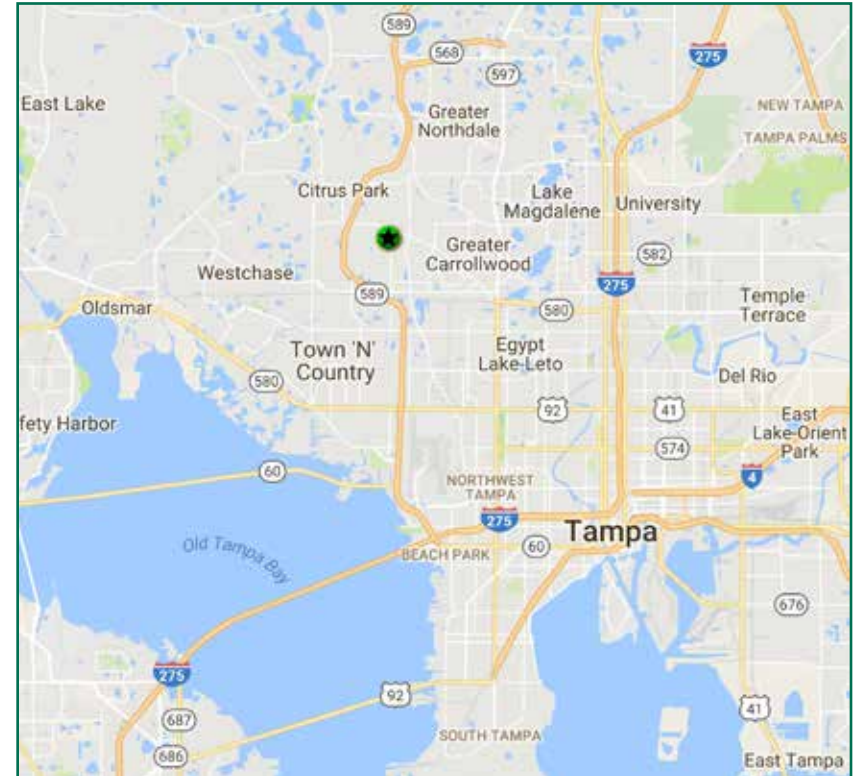 589
568
275
597
East Lake
Greater
Northdale
NEW TAMPA
TAMPA PALMS
Citrus Park
Lake
Magdalene
University
Greater
Carrollwood
582
Westchase
275
589
Temple
Terrace
Oldsmar
580
Town 'N'
Country
Egypt
Lake-Leto
Del Rio
580
92
41
East
Lake-Orient
Park
fety Harbor
574
60
4
NORTHWEST
TAMPA
275
Tampa
Old Tampa Bay
BEACH PARK
60
676
275
92
687
41
SOUTH TAMPA
686
East Tampa